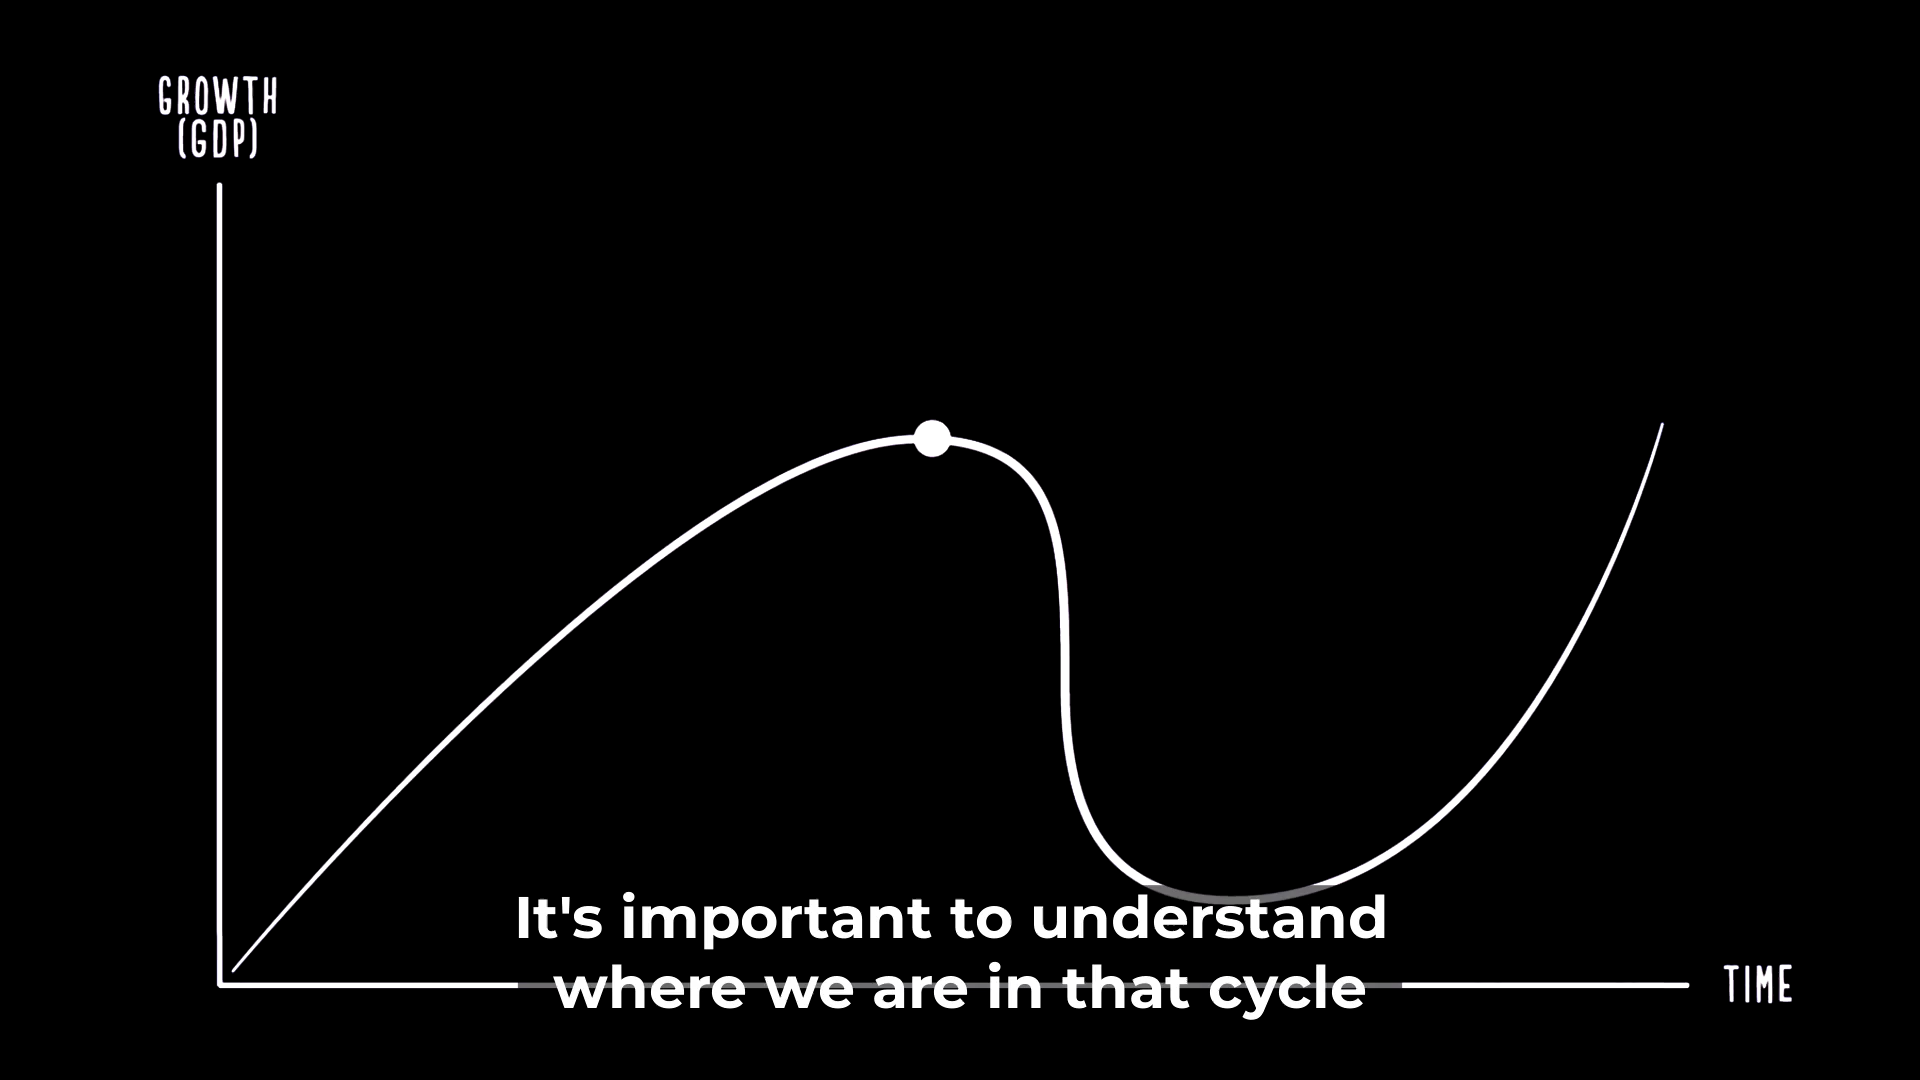 GROWTH
(GDP)
It's important to understand
where we are in that cycle
TIME